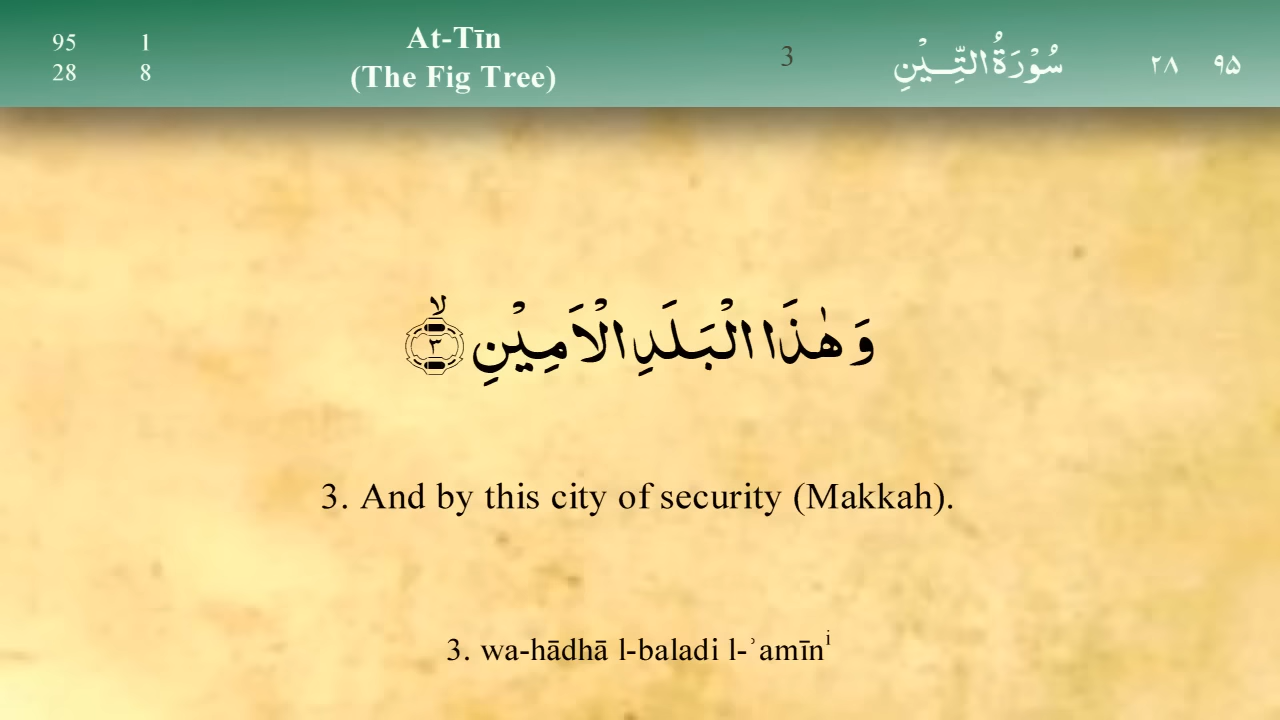 95 1
28 8
At-Tīn
(The Fig Tree)
3
سُوْرَةُ التِّــيْنِ
٢٨ ٩٥
وَ هٰذَا الْبَلَدِ الْاَمِيْنِ ۙ ٣
3. And by this city of security (Makkah).
3. wa-hādhā l-baladi l-ʾamīnⁱ